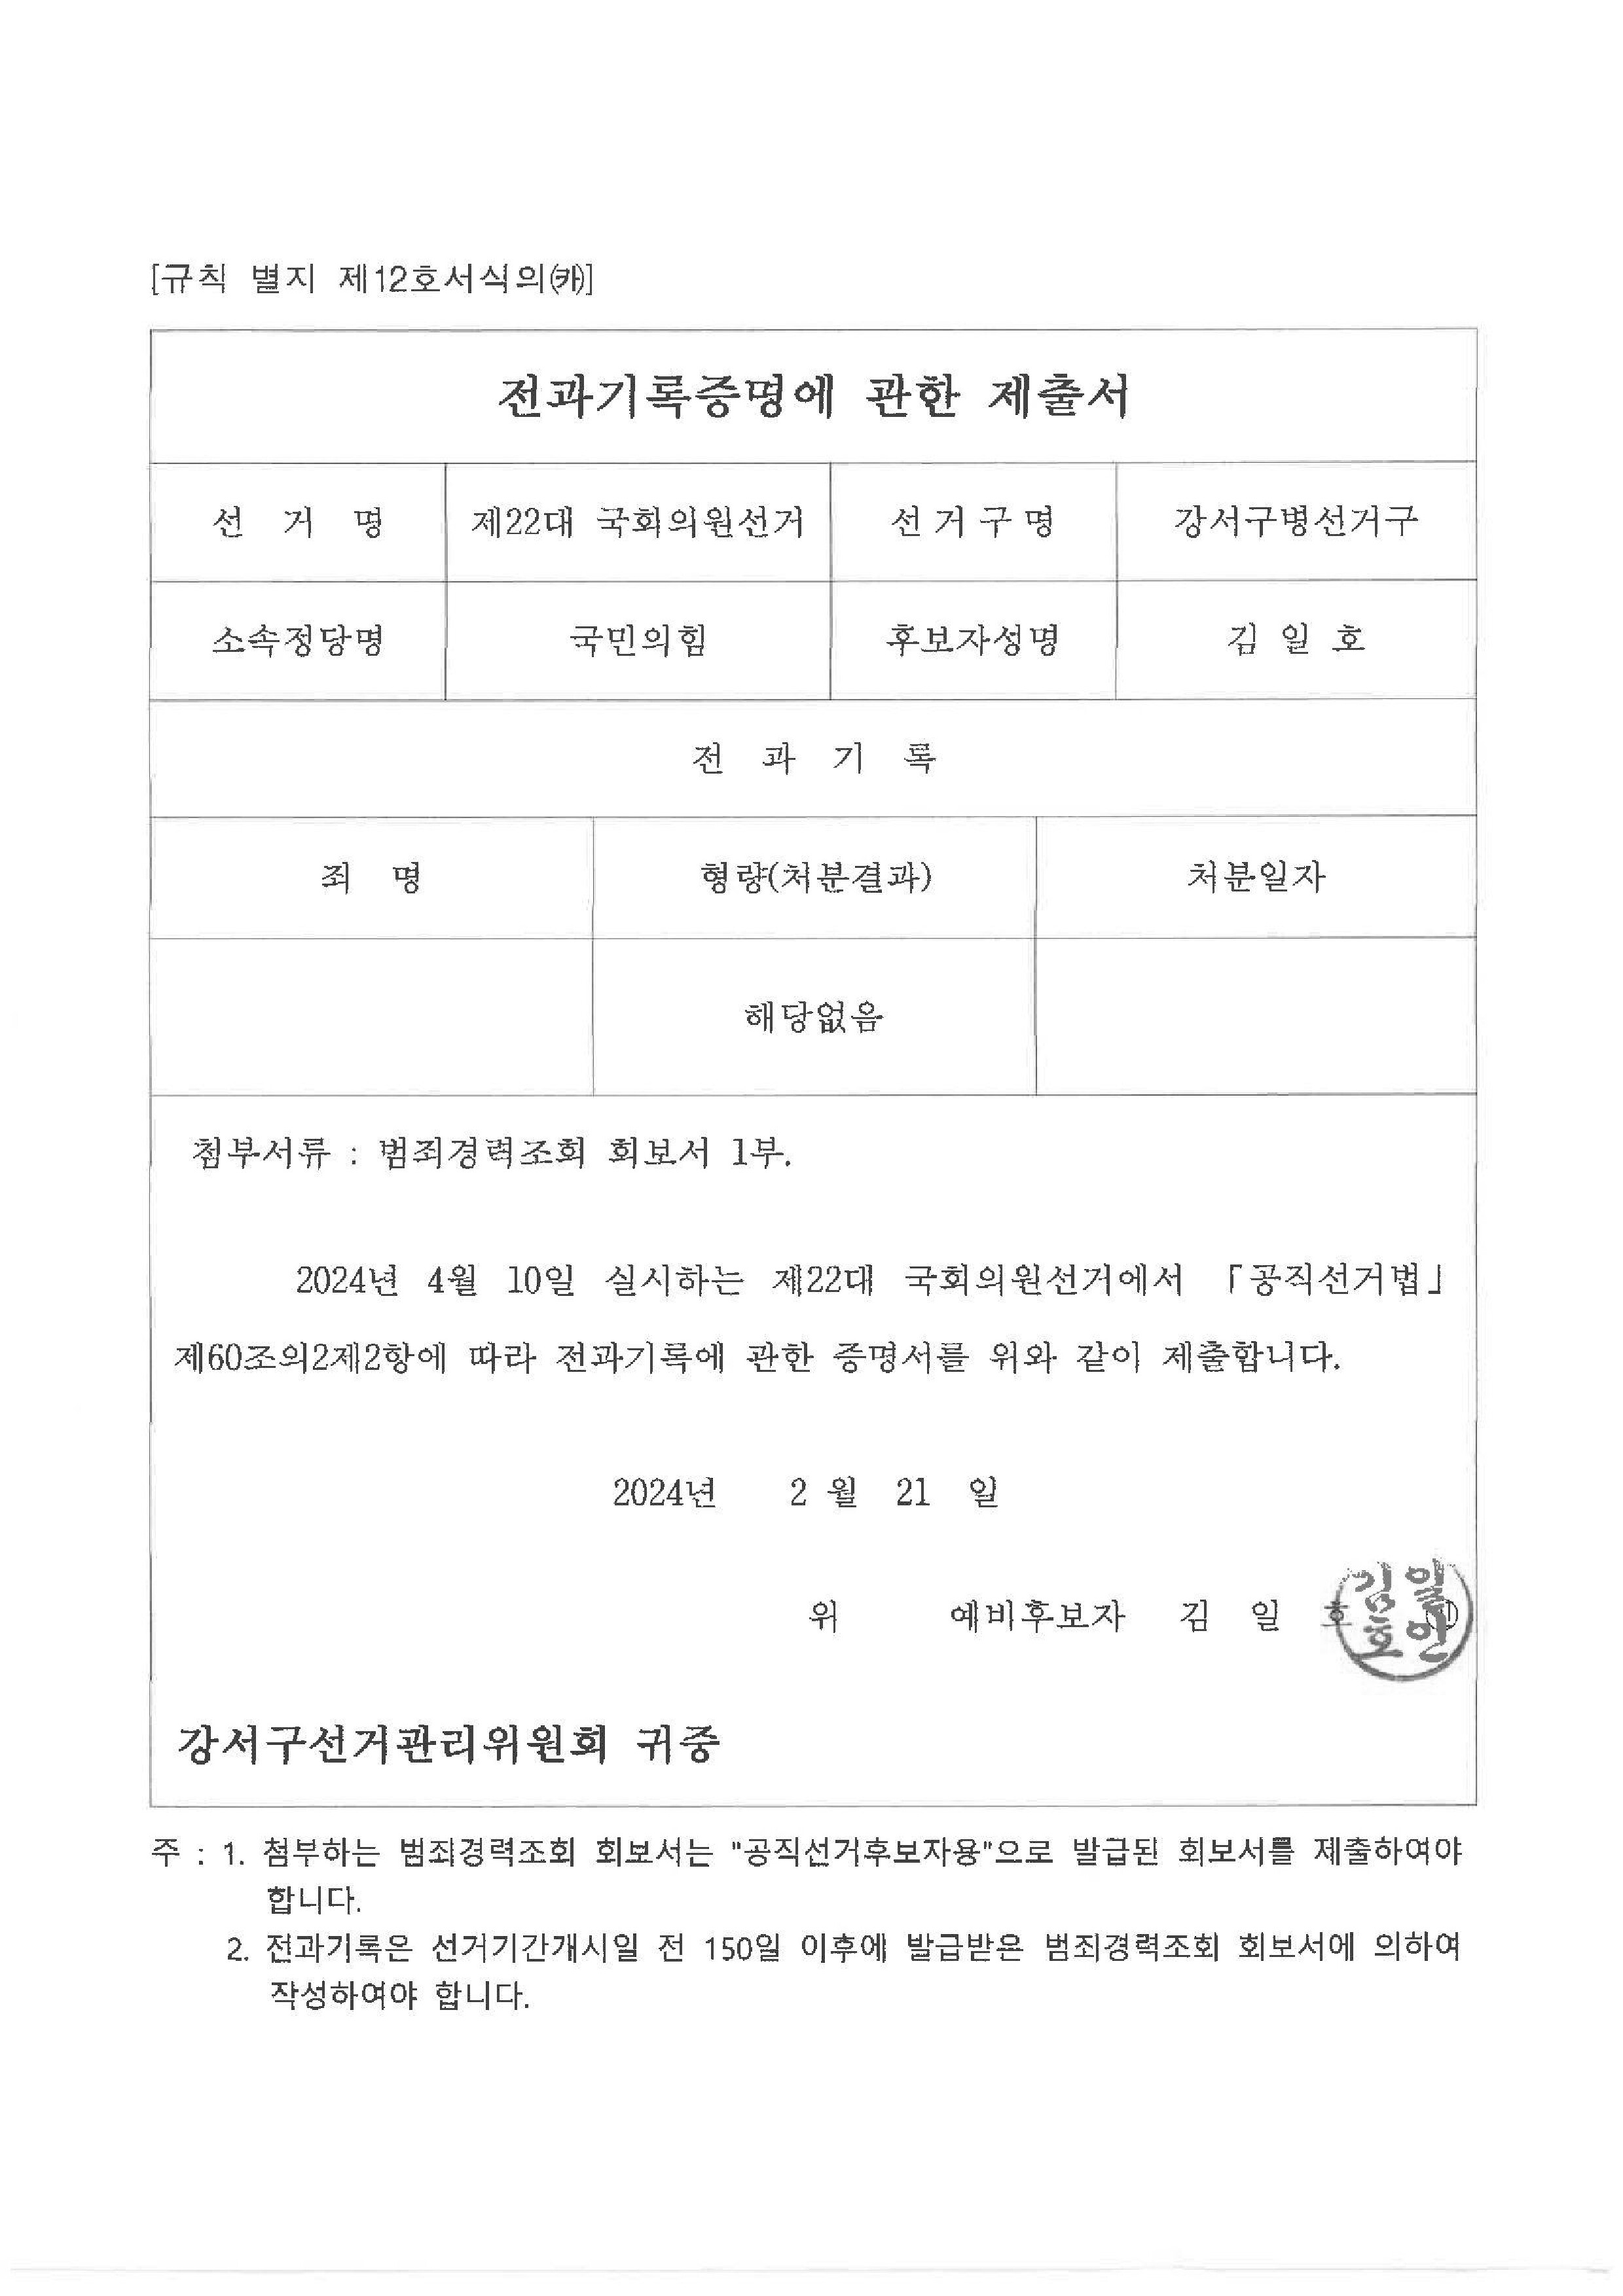 [규칙 별지 제12호서식의㈸]
전과기록증명에 관한 제출서
선 거 명 제22대 국회의원선거 선거구명 강서구병선거구
소속정당명 국민의힘 후보자성명 김 일 호
전 과 기 록
죄 명 형량(처분결과) 처분일자
해당없음
첨부서류 : 범죄경력조회 회보서 1부.
2024년 4월 10일 실시하는 제22대 국회의원선거에서 「공직선거법」
제60조의2제2항에 따라 전과기록에 관한 증명서를 위와 같이 제출합니다.
2024년 2 월 21 일
위 예비후보자 김 일 호 ㊞
김일
호인
강서구선거관리위원회 귀중
주 : 1. 첨부하는 범죄경력조회 회보서는 "공직선거후보자용"으로 발급된 회보서를 제출하여야
합니다.
2. 전과기록은 선거기간개시일 전 150일 이후에 발급받은 범죄경력조회 회보서에 의하여
작성하여야 합니다.